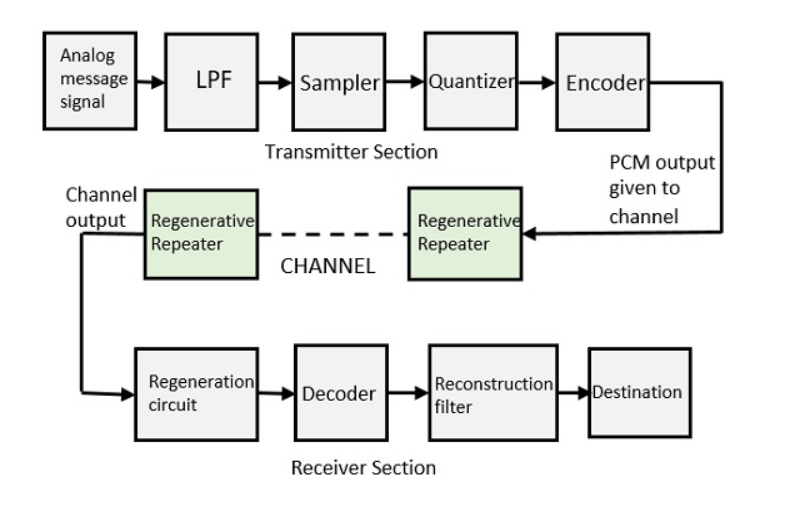 Analog
message
signal
LPF
Sampler
Quantizer
Encoder
Transmitter Section
PCM output
given to
channel
Channel
output
Regenerative
Repeater
CHANNEL
Regenerative
Repeater
Regeneration
circuit
Decoder
Reconstruction
filter
Destination
Receiver Section